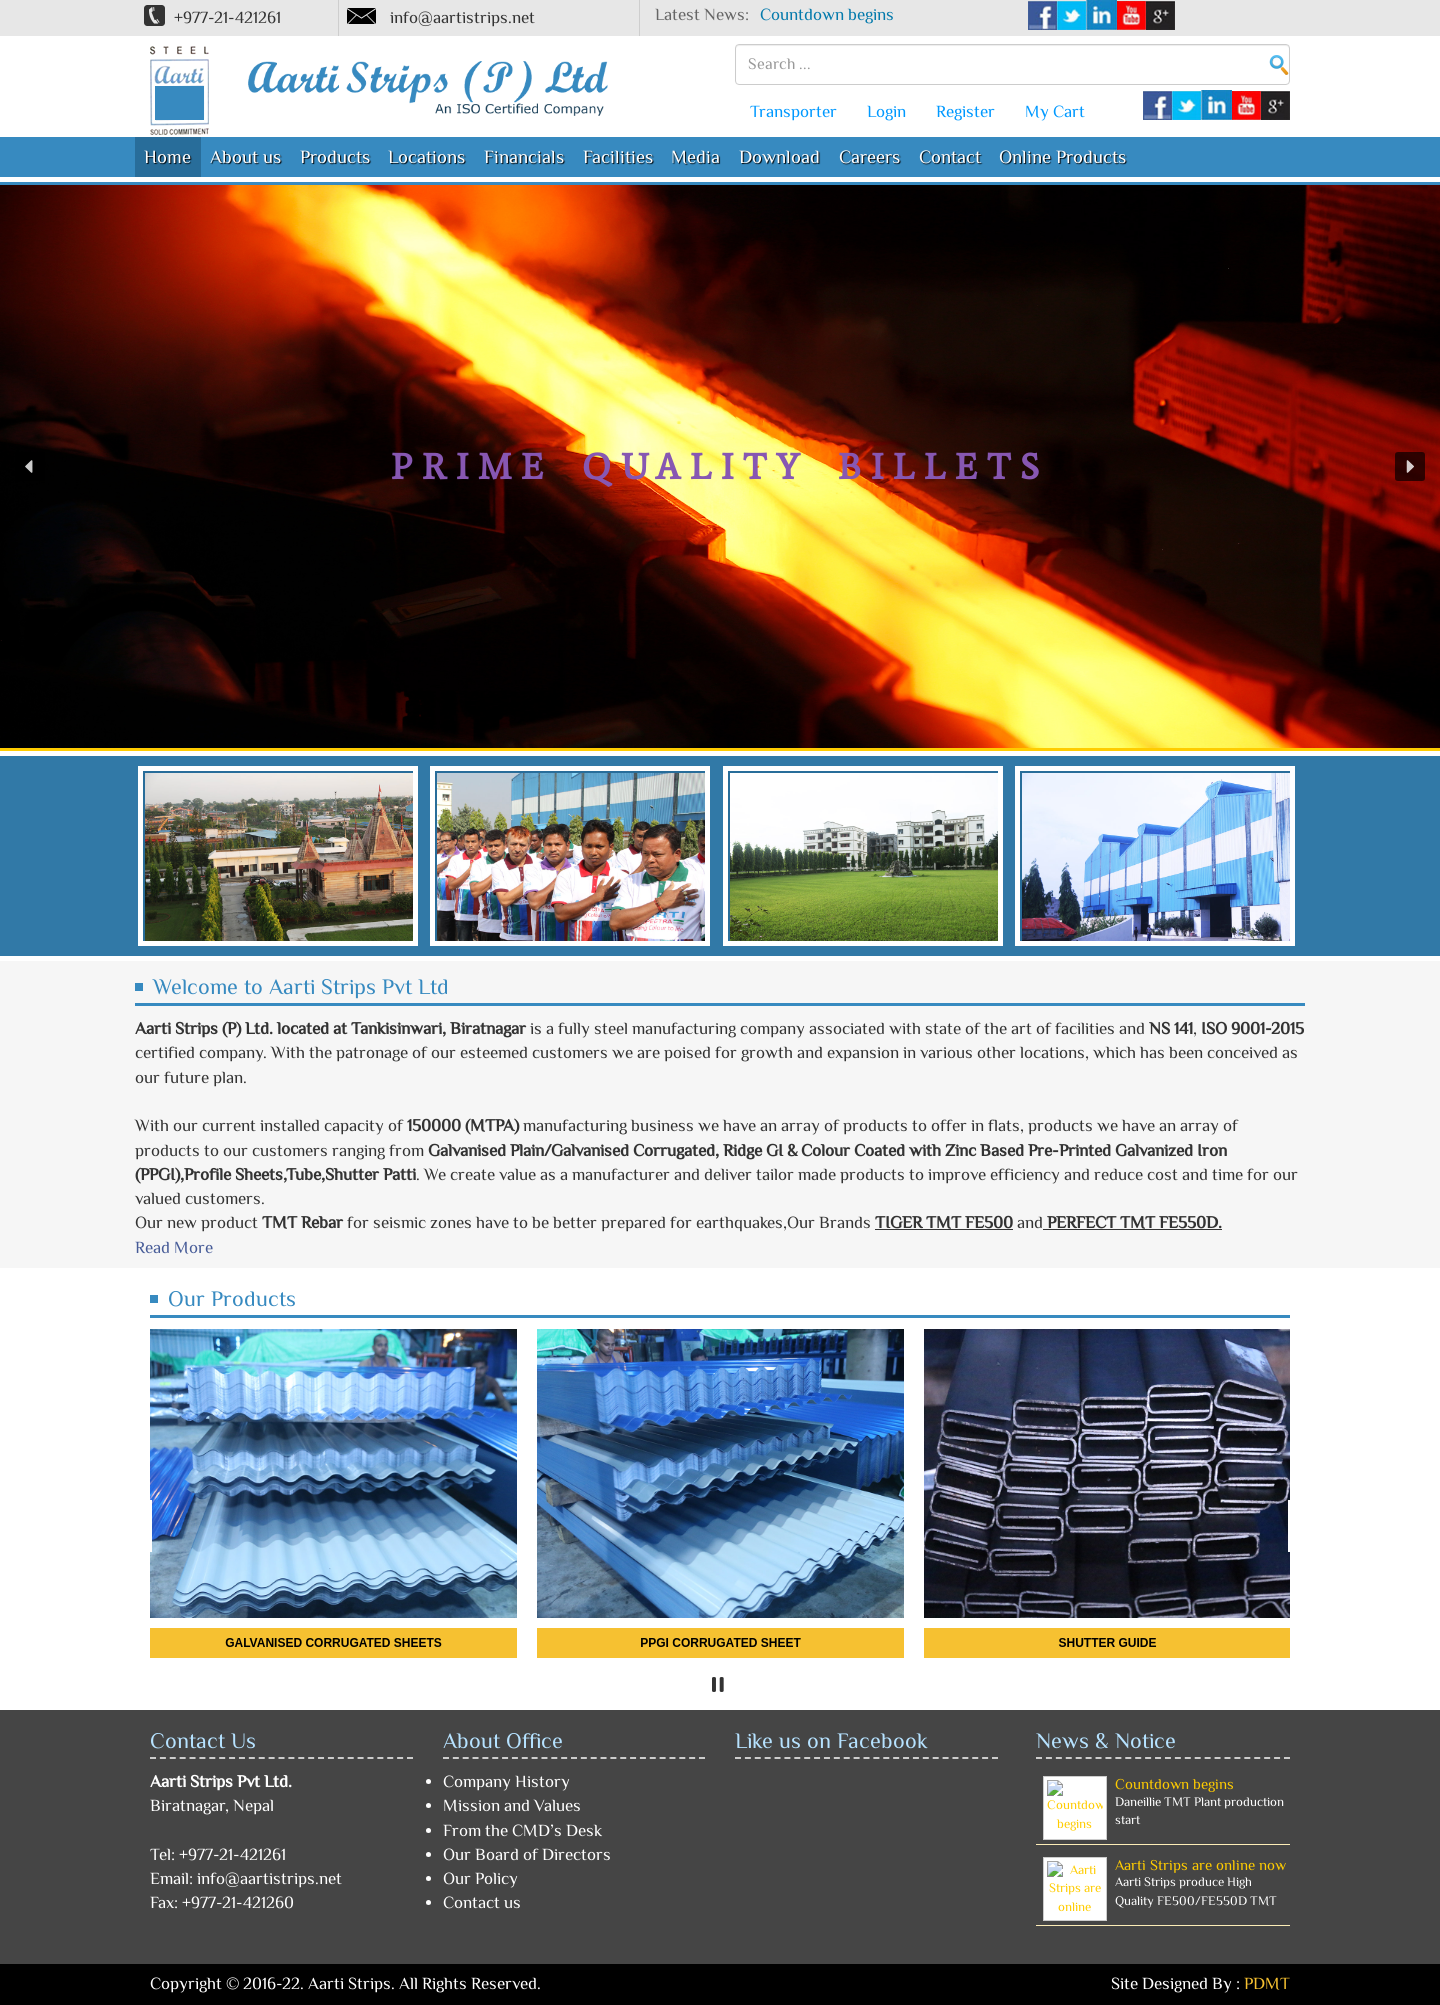 +977-21-421261
info@aartistrips.net
Latest News: Countdown begins
STEEL
Aarti
SOLID COMMITMENT
Aarti Strips (P) Ltd
An ISO Certified Company
Search ...
Transporter Login Register My Cart
Home About us Products Locations Financials Facilities Media Download Careers Contact Online Products
PRIME QUALITY BILLETS
Welcome to Aarti Strips Pvt Ltd
Aarti Strips (P) Ltd. located at Tankisinwari, Biratnagar is a fully steel manufacturing company associated with state of the art of facilities and NS 141, ISO 9001-2015
certified company. With the patronage of our esteemed customers we are poised for growth and expansion in various other locations, which has been conceived as
our future plan.
With our current installed capacity of 150000 (MTPA) manufacturing business we have an array of products to offer in flats, products we have an array of
products to our customers ranging from Galvanised Plain/Galvanised Corrugated, Ridge GI & Colour Coated with Zinc Based Pre-Printed Galvanized Iron
(PPGI),Profile Sheets,Tube,Shutter Patti. We create value as a manufacturer and deliver tailor made products to improve efficiency and reduce cost and time for our
valued customers.
Our new product TMT Rebar for seismic zones have to be better prepared for earthquakes,Our Brands TIGER TMT FE500 and PERFECT TMT FE550D.
Read More
Our Products
GALVANISED CORRUGATED SHEETS
PPGI CORRUGATED SHEET
SHUTTER GUIDE
Contact Us
Aarti Strips Pvt Ltd.
Biratnagar, Nepal
Tel: +977-21-421261
Email: info@aartistrips.net
Fax: +977-21-421260
About Office
Company History
Mission and Values
From the CMD's Desk
Our Board of Directors
Our Policy
Contact us
Like us on Facebook
News & Notice
Countdow
begins
Countdown begins
Daneillie TMT Plant production
start
Aarti
Strips are
online
Aarti Strips are online now
Aarti Strips produce High
Quality FE500/FE550D TMT
Copyright © 2016-22. Aarti Strips. All Rights Reserved.
Site Designed By : PDMT